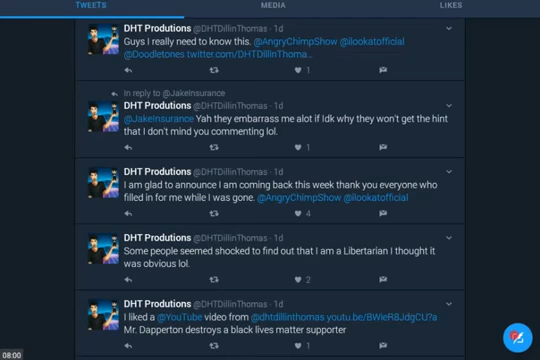 TWEETS MEDIA LIKES
DHT Produtions @DHTDillinThomas · 1d
Guys I really need to know this. @AngryChimpShow @ilookatofficial
@Doodletones twitter.com/DHTDillinThoma...
1
In reply to @JakeInsurance
DHT Produtions @DHTDillinThomas · 1d
@JakeInsurance Yah they embarrass me alot if Idk why they won't get the hint
that I don't mind you commenting lol.
1
DHT Produtions @DHTDillinThomas · 1d
I am glad to announce I am coming back this week thank you everyone who
filled in for me while I was gone. @AngryChimpShow @ilookatofficial
4
DHT Produtions @DHTDillinThomas · 1d
Some people seemed shocked to find out that I am a Libertarian I thought it
was obvious lol.
2
DHT Produtions @DHTDillinThomas · 1d
I liked a @YouTube video from @dhtdillinthomas youtu.be/BWieR8JdgCU?a
Mr. Dapperton destroys a black lives matter supporter
1
08:00